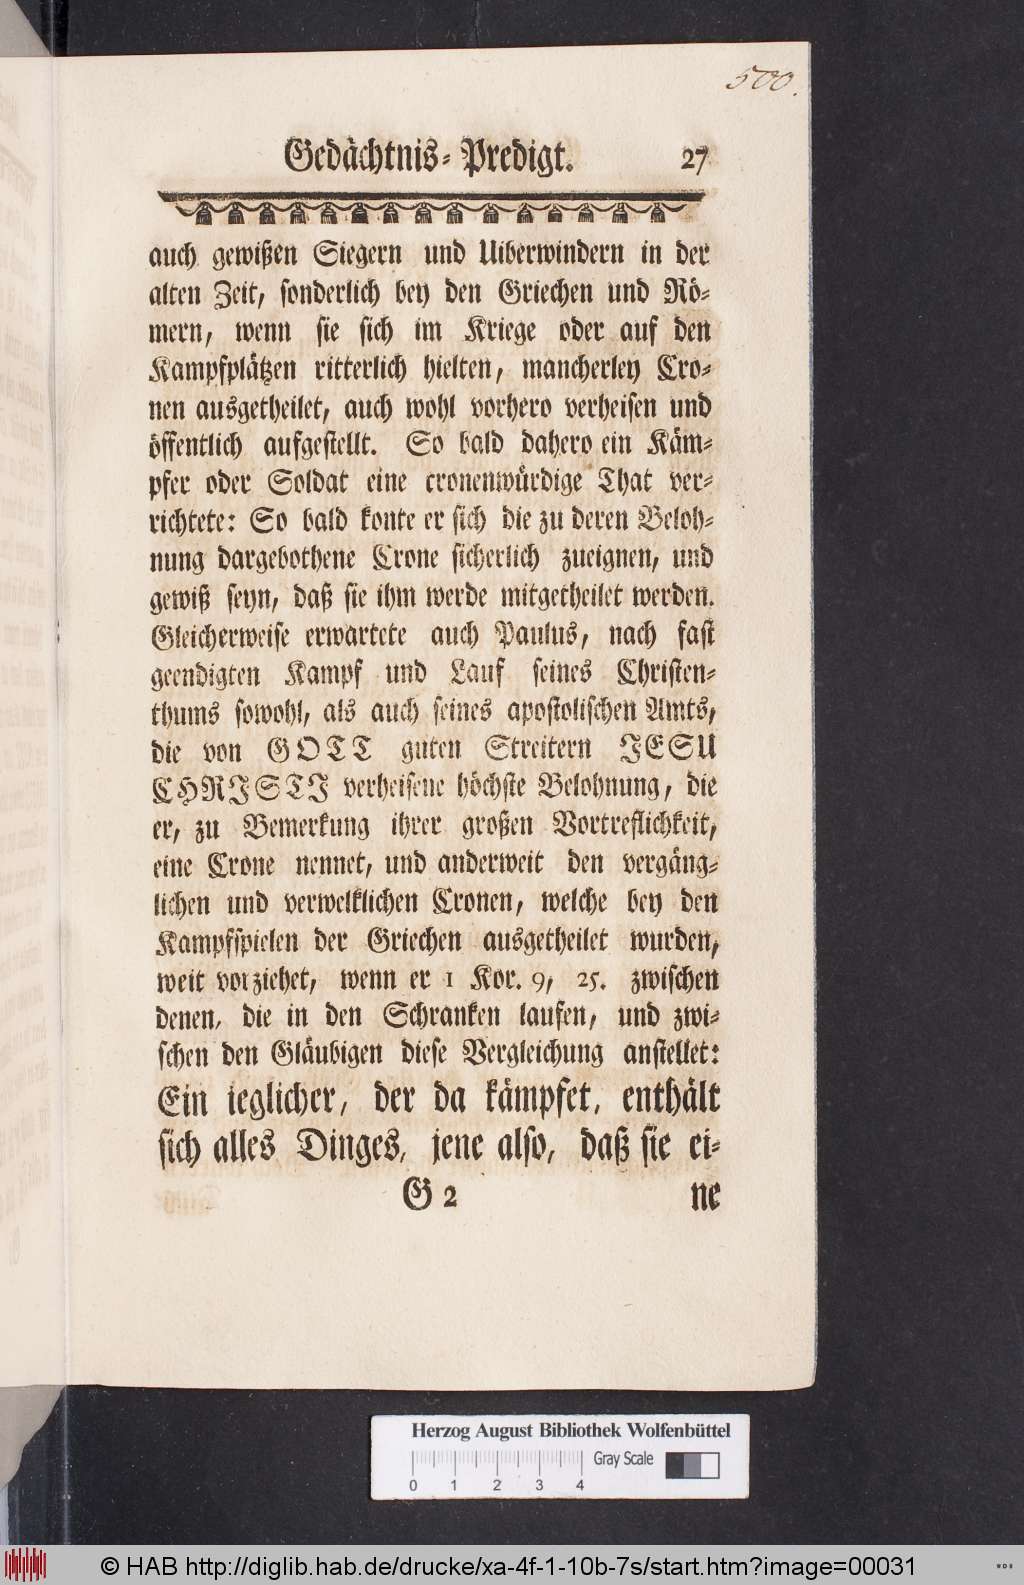 500.
Gedächtnis-Predigt. 27
auch gewißen Siegern und Uiberwindern in der
alten Zeit, sonderlich bey den Griechen und Rö-
mern, wenn sie sich im Kriege oder auf den
Kampfplätzen ritterlich hielten, mancherley Cro-
nen ausgetheilet, auch wohl vorhero verheisen und
öffentlich aufgestellt. So bald dahero ein Käm-
pfer oder Soldat eine cronenwürdige That ver-
richtete: So bald konte er sich die zu deren Beloh-
nung dargebothene Crone sicherlich zueignen, und
gewiß seyn, daß sie ihm werde mitgetheilet werden.
Gleicherweise erwartete auch Paulus, nach fast
geendigten Kampf und Lauf seines Christen-
thums sowohl, als auch seines apostolischen Amts,
die von GOTT guten Streitern JESU
CHRJSTJ verheisene höchste Belohnung, die
er, zu Bemerkung ihrer großen Vortreflichkeit,
eine Crone nennet, und anderweit den vergäng-
lichen und verwelklichen Cronen, welche bey den
Kampfspielen der Griechen ausgetheilet wurden,
weit vorziehet, wenn er 1 Kor. 9, 25. zwischen
denen, die in den Schranken laufen, und zwi-
schen den Gläubigen diese Vergleichung anstellet:
Ein ieglicher, der da kämpfet, enthält
sich alles Dinges, jene also, daß sie ei-
G 2 ne
Herzog August Bibliothek Wolfenbüttel
Gray Scale
0 1 2 3 4
© HAB http://diglib.hab.de/drucke/xa-4f-1-10b-7s/start.htm?image=00031